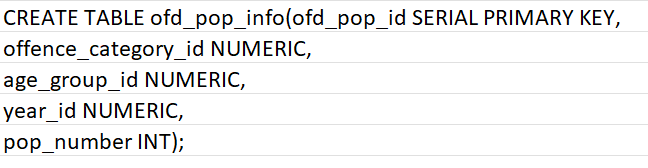 CREATE TABLE ofd_pop_info(ofd_pop_id SERIAL PRIMARY KEY,
offence_category_id NUMERIC,
age_group_id NUMERIC,
year_id NUMERIC,
pop_number INT);